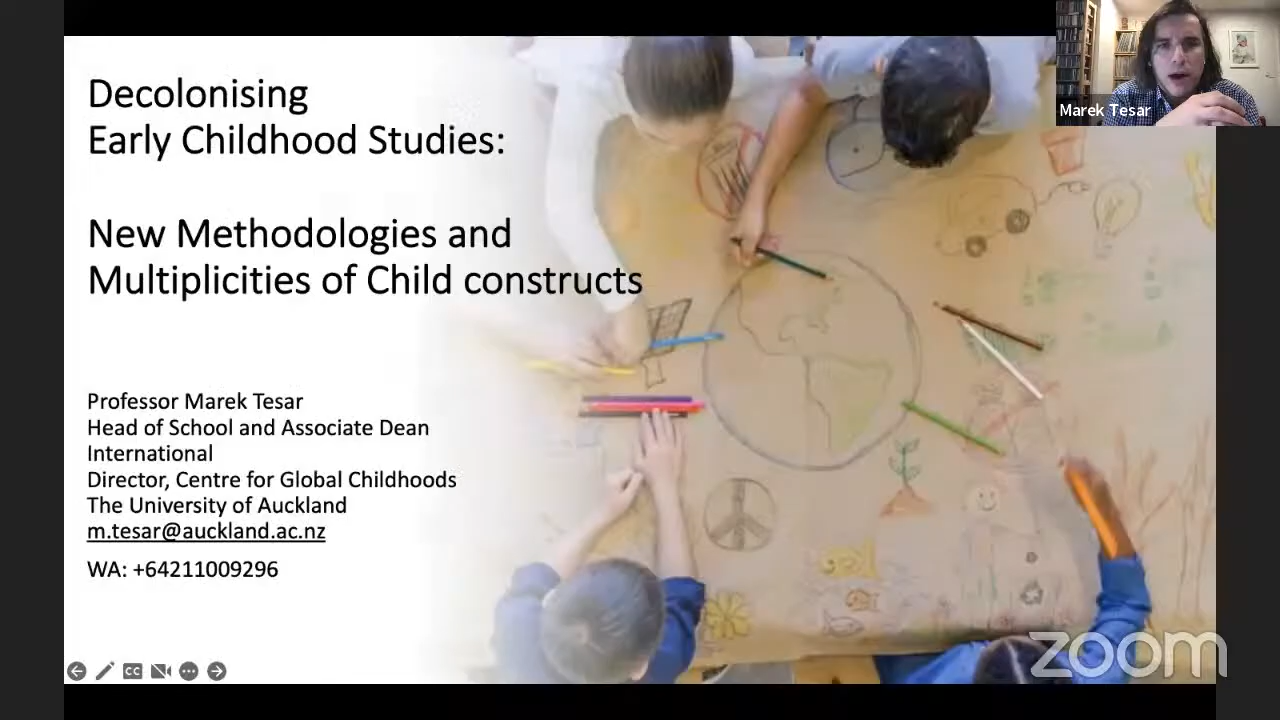 Decolonising
Early Childhood Studies:
New Methodologies and
Multiplicities of Child constructs
Professor Marek Tesar
Head of School and Associate Dean
International
Director, Centre for Global Childhoods
The University of Auckland
m.tesar@auckland.ac.nz
WA: +64211009296
Marek Tesar
CC
zoom